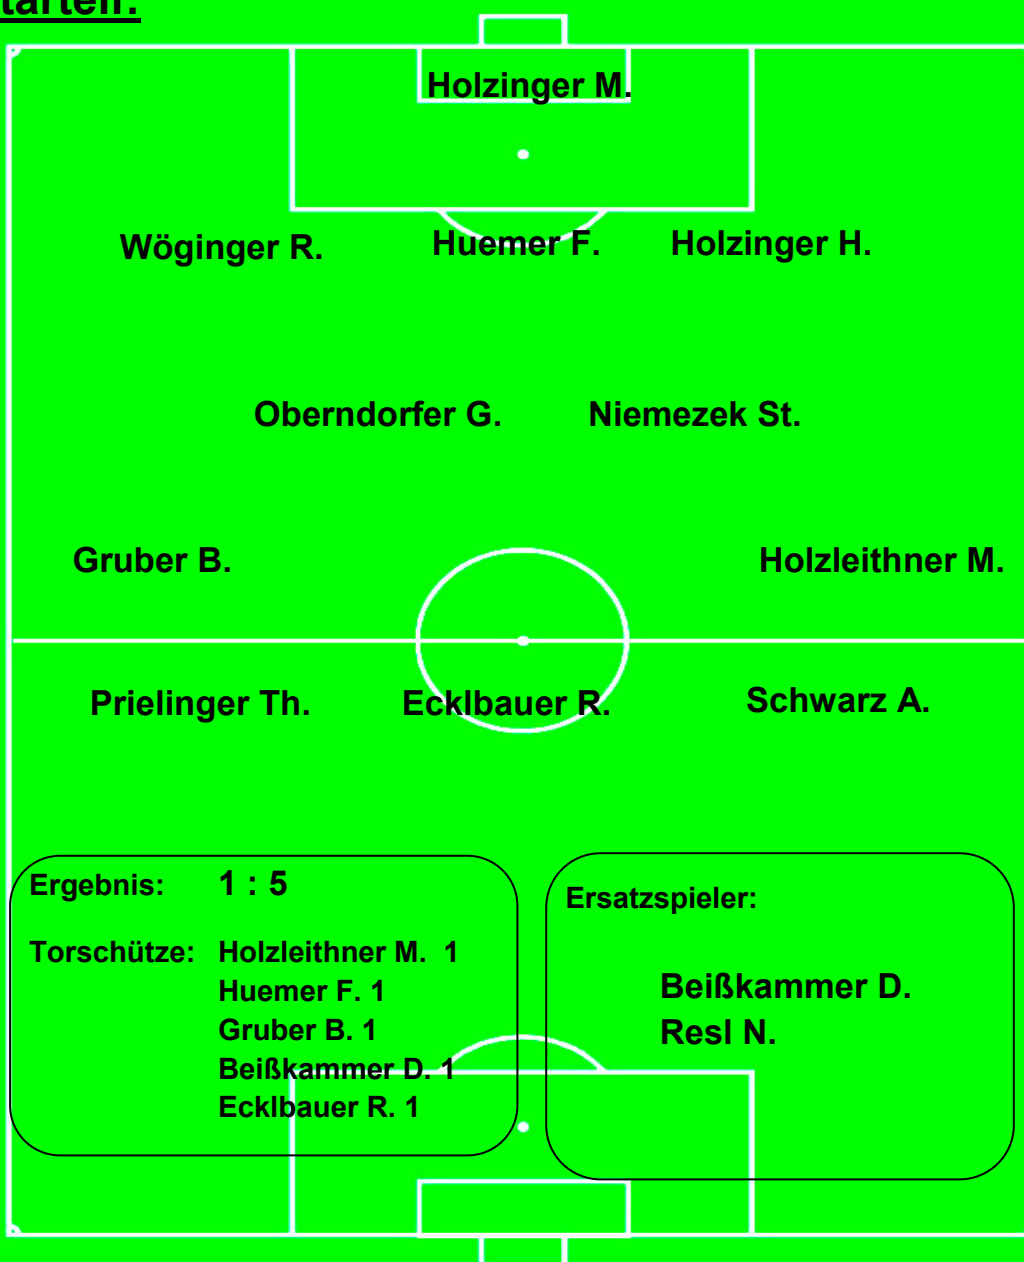 Holzinger M.
Wöginger R. Huemer F. Holzinger H.
Oberndorfer G. Niemezek St.
Gruber B. Holzleithner M.
Prielinger Th. Ecklbauer R. Schwarz A.
Ergebnis: 1 : 5
Torschütze: Holzleithner M. 1
Huemer F. 1
Gruber B. 1
Beißkammer D. 1
Ecklbauer R. 1
Ersatzspieler:
Beißkammer D.
Resl N.